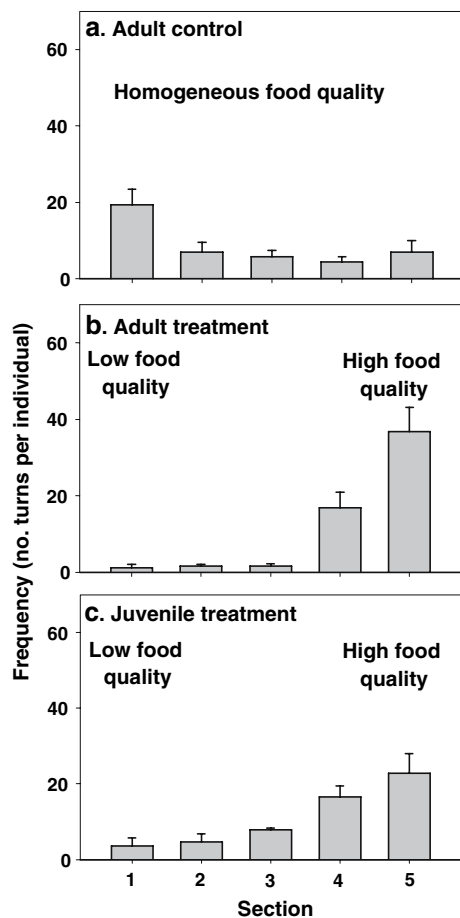 a. Adult control
Homogeneous food quality
60
40
20
0
b. Adult treatment
Low food
quality
High food
quality
60
40
20
0
c. Juvenile treatment
Low food
quality
High food
quality
60
40
20
0
1 2 3 4 5
Section
Frequency (no. turns per individual)